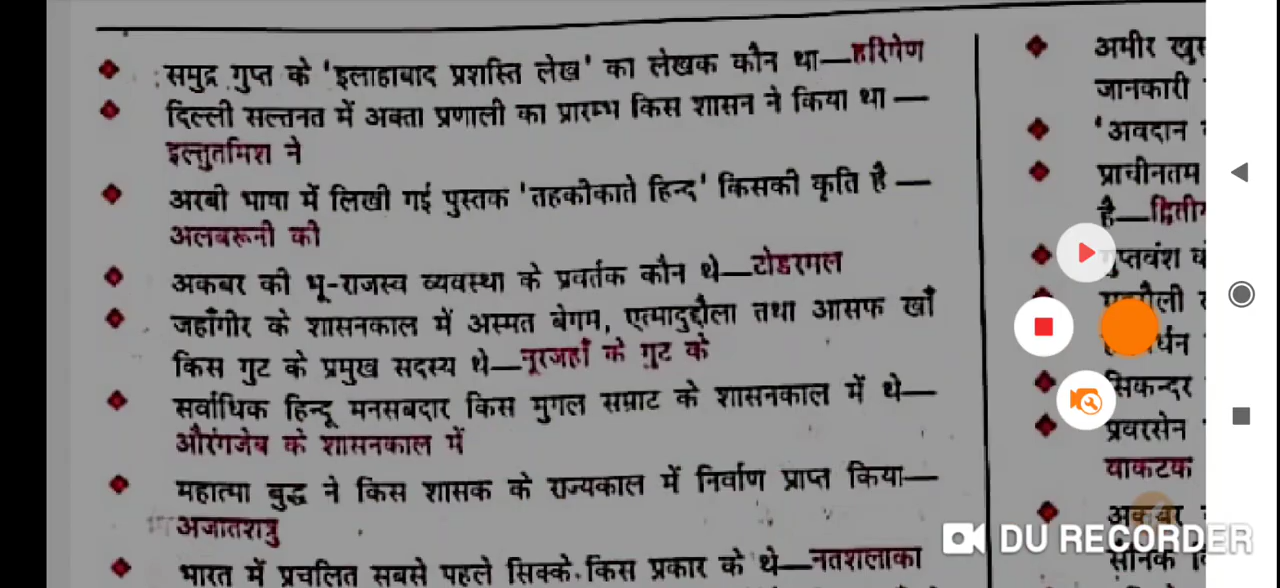 समुद्र गुप्त के 'इलाहाबाद प्रशस्ति लेख' का लेखक कौन था—हरिषेण
दिल्ली सल्तनत में अक्ता प्रणाली का प्रारम्भ किस शासन ने किया था —
इल्तुतमिश ने
अरबी भाषा में लिखी गई पुस्तक 'तहकीकाते हिन्द' किसकी कृति है —
अलबरूनी की
अकबर की भू-राजस्व व्यवस्था के प्रवर्तक कौन थे—टोडरमल
जहाँगीर के शासनकाल में अस्मत बेगम, एत्मादुद्दौला तथा आसफ खाँ
किस गुट के प्रमुख सदस्य थे—नूरजहाँ के गुट के
सर्वाधिक हिन्दू मनसबदार किस मुगल सम्राट के शासनकाल में थे—
औरंगजेब के शासनकाल में
महात्मा बुद्ध ने किस शासक के राज्यकाल में निर्वाण प्राप्त किया—
अजातशत्रु
भारत में प्रचलित सबसे पहले सिक्के किस प्रकार के थे—नतशलाका
अमीर
जानकारी
'अवदान
प्राचीनतम
है—
सिकन्दर
प्रवरसेन
वाकटक
DU RECORDER